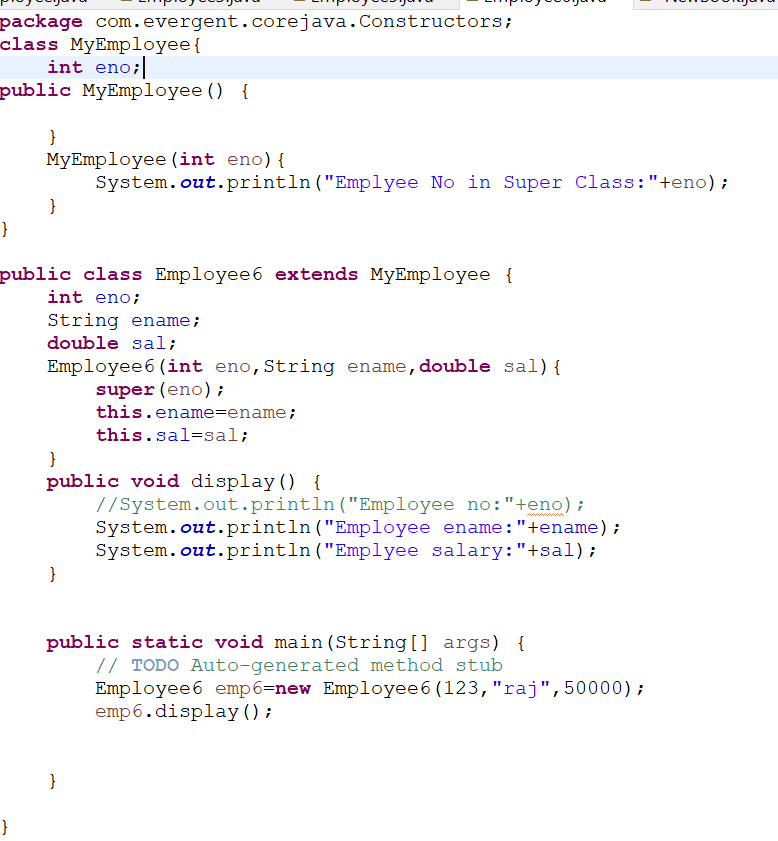 package com.evergent.corejava.Constructors;
class MyEmployee{
    int eno;
public MyEmployee() {

    }
    MyEmployee(int eno){
        System.out.println("Emplyee No in Super Class:"+eno);
    }
}

public class Employee6 extends MyEmployee {
    int eno;
    String ename;
    double sal;
    Employee6(int eno,String ename,double sal){
        super(eno);
        this.ename=ename;
        this.sal=sal;
    }
    public void display() {
        //System.out.println("Employee no:"+eno);
        System.out.println("Employee ename:"+ename);
        System.out.println("Emplyee salary:"+sal);
    }


    public static void main(String[] args) {
        // TODO Auto-generated method stub
        Employee6 emp6=new Employee6(123,"raj",50000);
        emp6.display();


    }

}